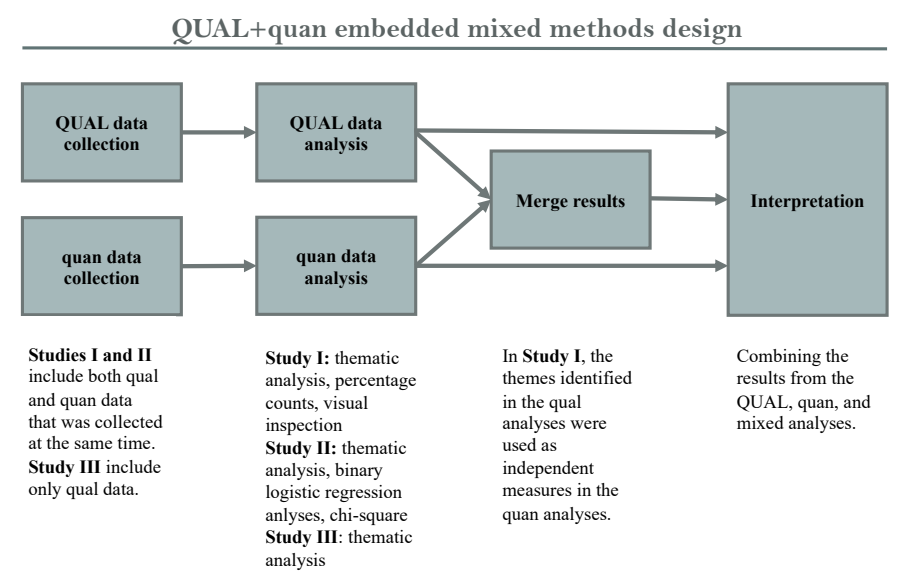 QUAL+quan embedded mixed methods design
QUAL data
collection
QUAL data
analysis
Merge results
Interpretation
quan data
collection
quan data
analysis
Studies I and II
include both qual
and quan data
that was collected
at the same time.
Study III include
only qual data.
Study I: thematic
analysis, percentage
counts, visual
inspection
Study II: thematic
analysis, binary
logistic regression
anlyses, chi-square
Study III: thematic
analysis
In Study I, the
themes identified
in the qual
analyses were
used as
independent
measures in the
quan analyses.
Combining the
results from the
QUAL, quan, and
mixed analyses.